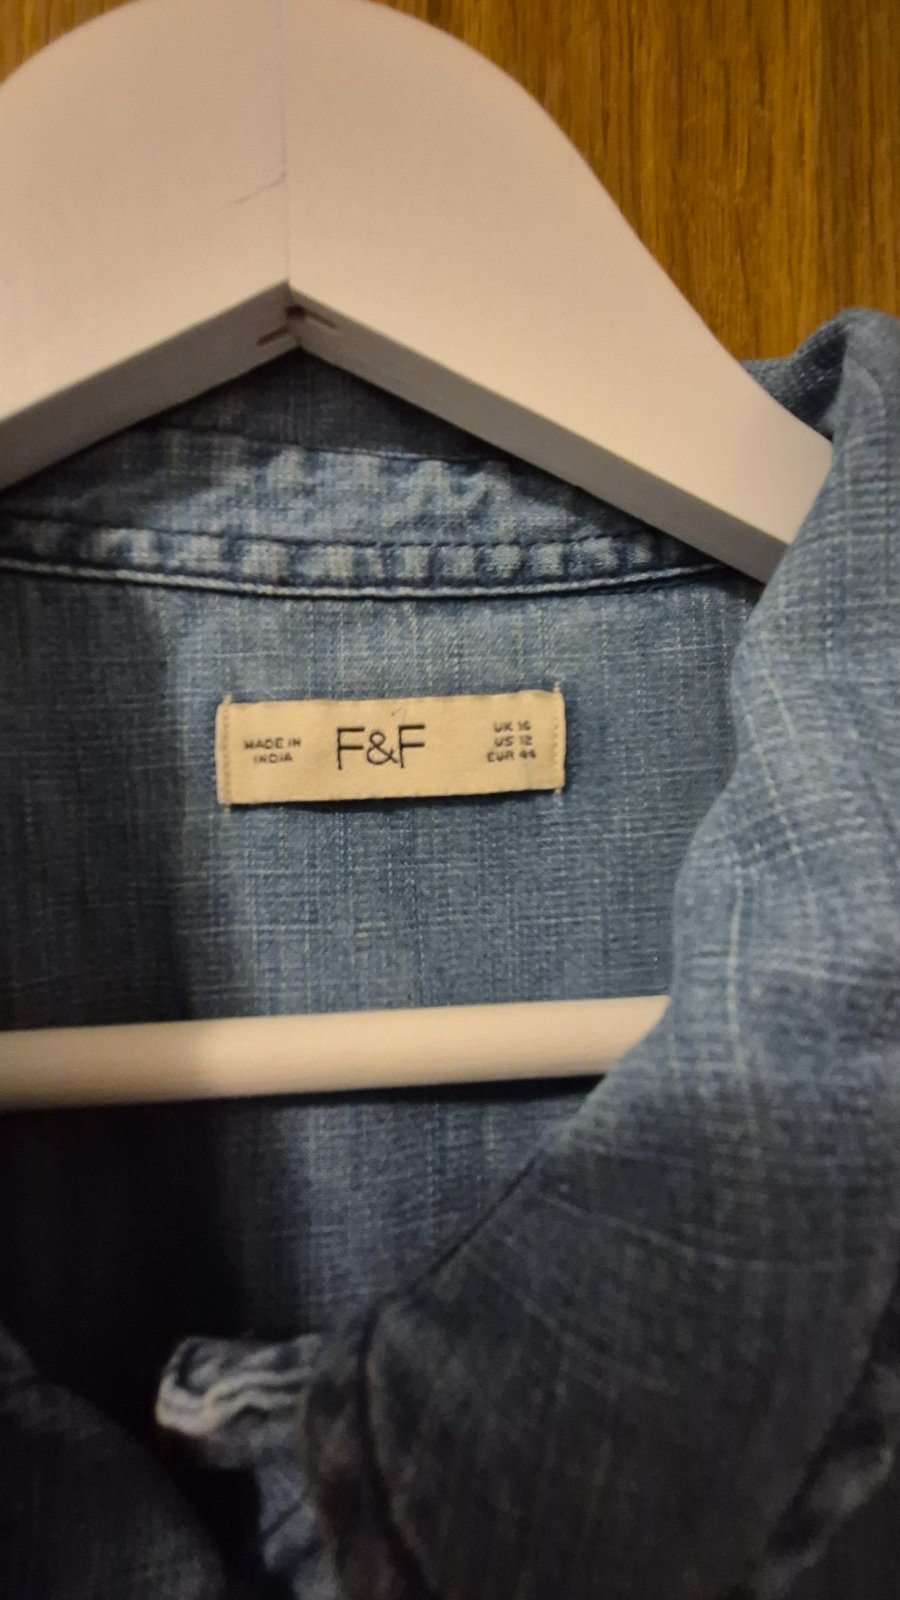 MADE IN
INDIA
F&F
UK 16
US 12
EUR 44